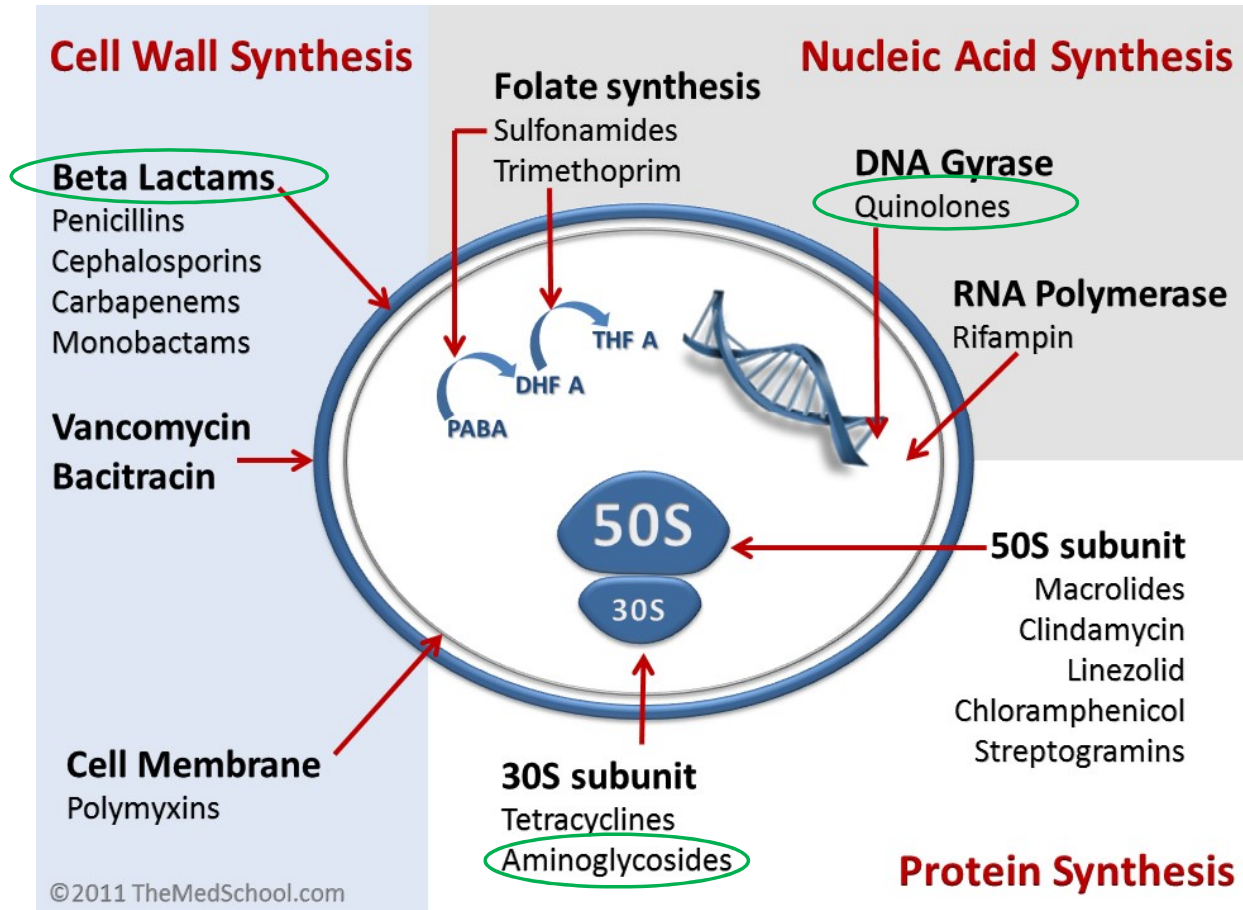 Cell Wall Synthesis
Nucleic Acid Synthesis
Folate synthesis
Sulfonamides
Trimethoprim
Beta Lactams
Penicillins
Cephalosporins
Carbapenems
Monobactams
DNA Gyrase
Quinolones
RNA Polymerase
Rifampin
THF A
DHF A
PABA
Vancomycin
Bacitracin
50S
30S
50S subunit
Macrolides
Clindamycin
Linezolid
Chloramphenicol
Streptogramins
Cell Membrane
Polymyxins
30S subunit
Tetracyclines
Aminoglycosides
Protein Synthesis
©2011 TheMedSchool.com